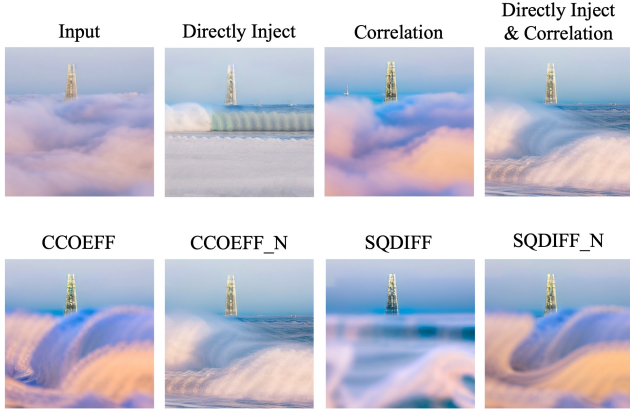 Input
Directly Inject
Correlation
Directly Inject
& Correlation
CCOEFF
CCOEFF_N
SQDIFF
SQDIFF_N